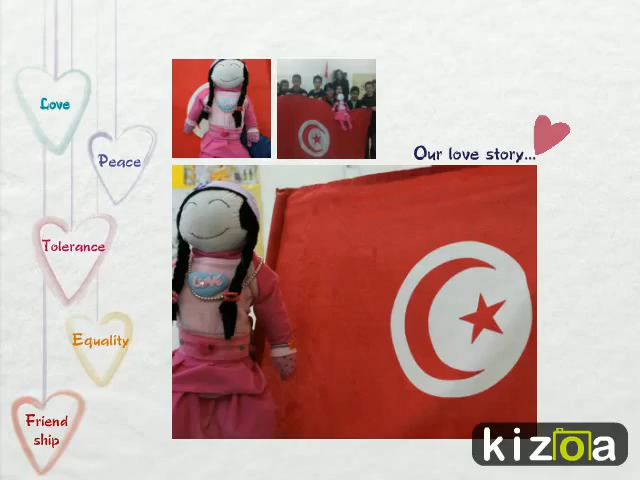 Love
Peace
Tolerance
Equality
Friend
ship
Our love story...
kizoa